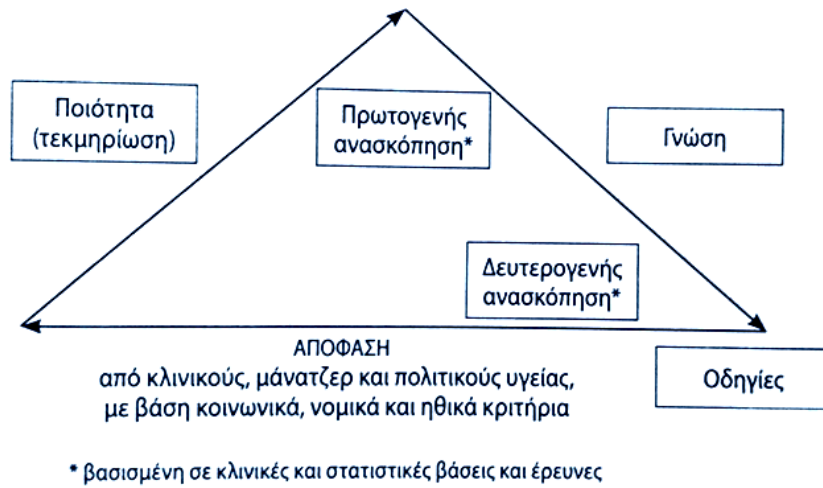 Ποιότητα
(τεκμηρίωση)
Πρωτογενής
ανασκόπηση*
Γνώση
Δευτερογενής
ανασκόπηση*
ΑΠΟΦΑΣΗ
από κλινικούς, μάνατζερ και πολιτικούς υγείας,
με βάση κοινωνικά, νομικά και ηθικά κριτήρια
Οδηγίες
* βασισμένη σε κλινικές και στατιστικές βάσεις και έρευνες